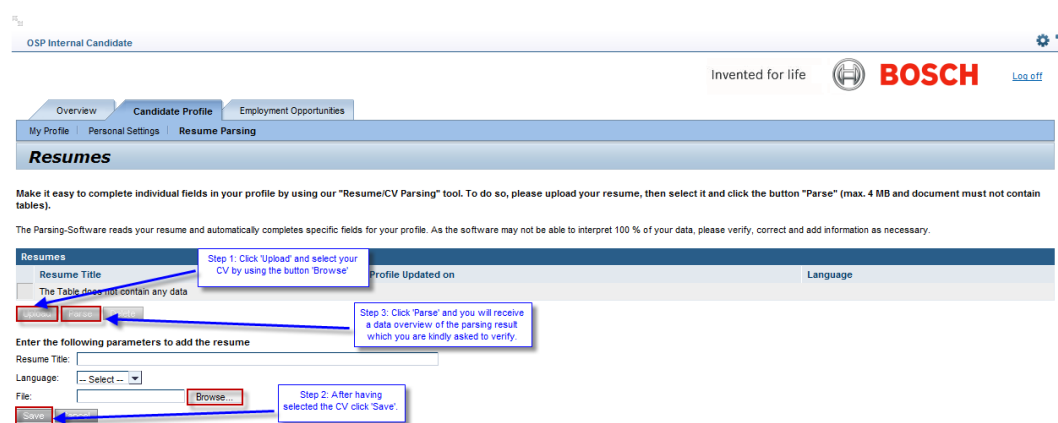 OSP Internal Candidate
Invented for life
BOSCH
Log off
Overview
Candidate Profile
Employment Opportunities
My Profile
Personal Settings
Resume Parsing
Resumes
Make it easy to complete individual fields in your profile by using our "Resume/CV Parsing" tool. To do so, please upload your resume, then select it and click the button "Parse" (max. 4 MB and document must not contain
tables).
The Parsing-Software reads your resume and automatically completes specific fields for your profile. As the software may not be able to interpret 100 % of your data, please verify, correct and add information as necessary.
Resumes
Step 1: Click 'Upload' and select your
CV by using the button 'Browse'
Resume Title
Profile Updated on
Language
The Table does not contain any data
Upload
Parse
Step 3: Click 'Parse' and you will receive
a data overview of the parsing result
which you are kindly asked to verify.
Enter the following parameters to add the resume
Resume Title:
Language:
-- Select --
File:
Browse...
Step 2: After having
selected the CV click 'Save'.
Save